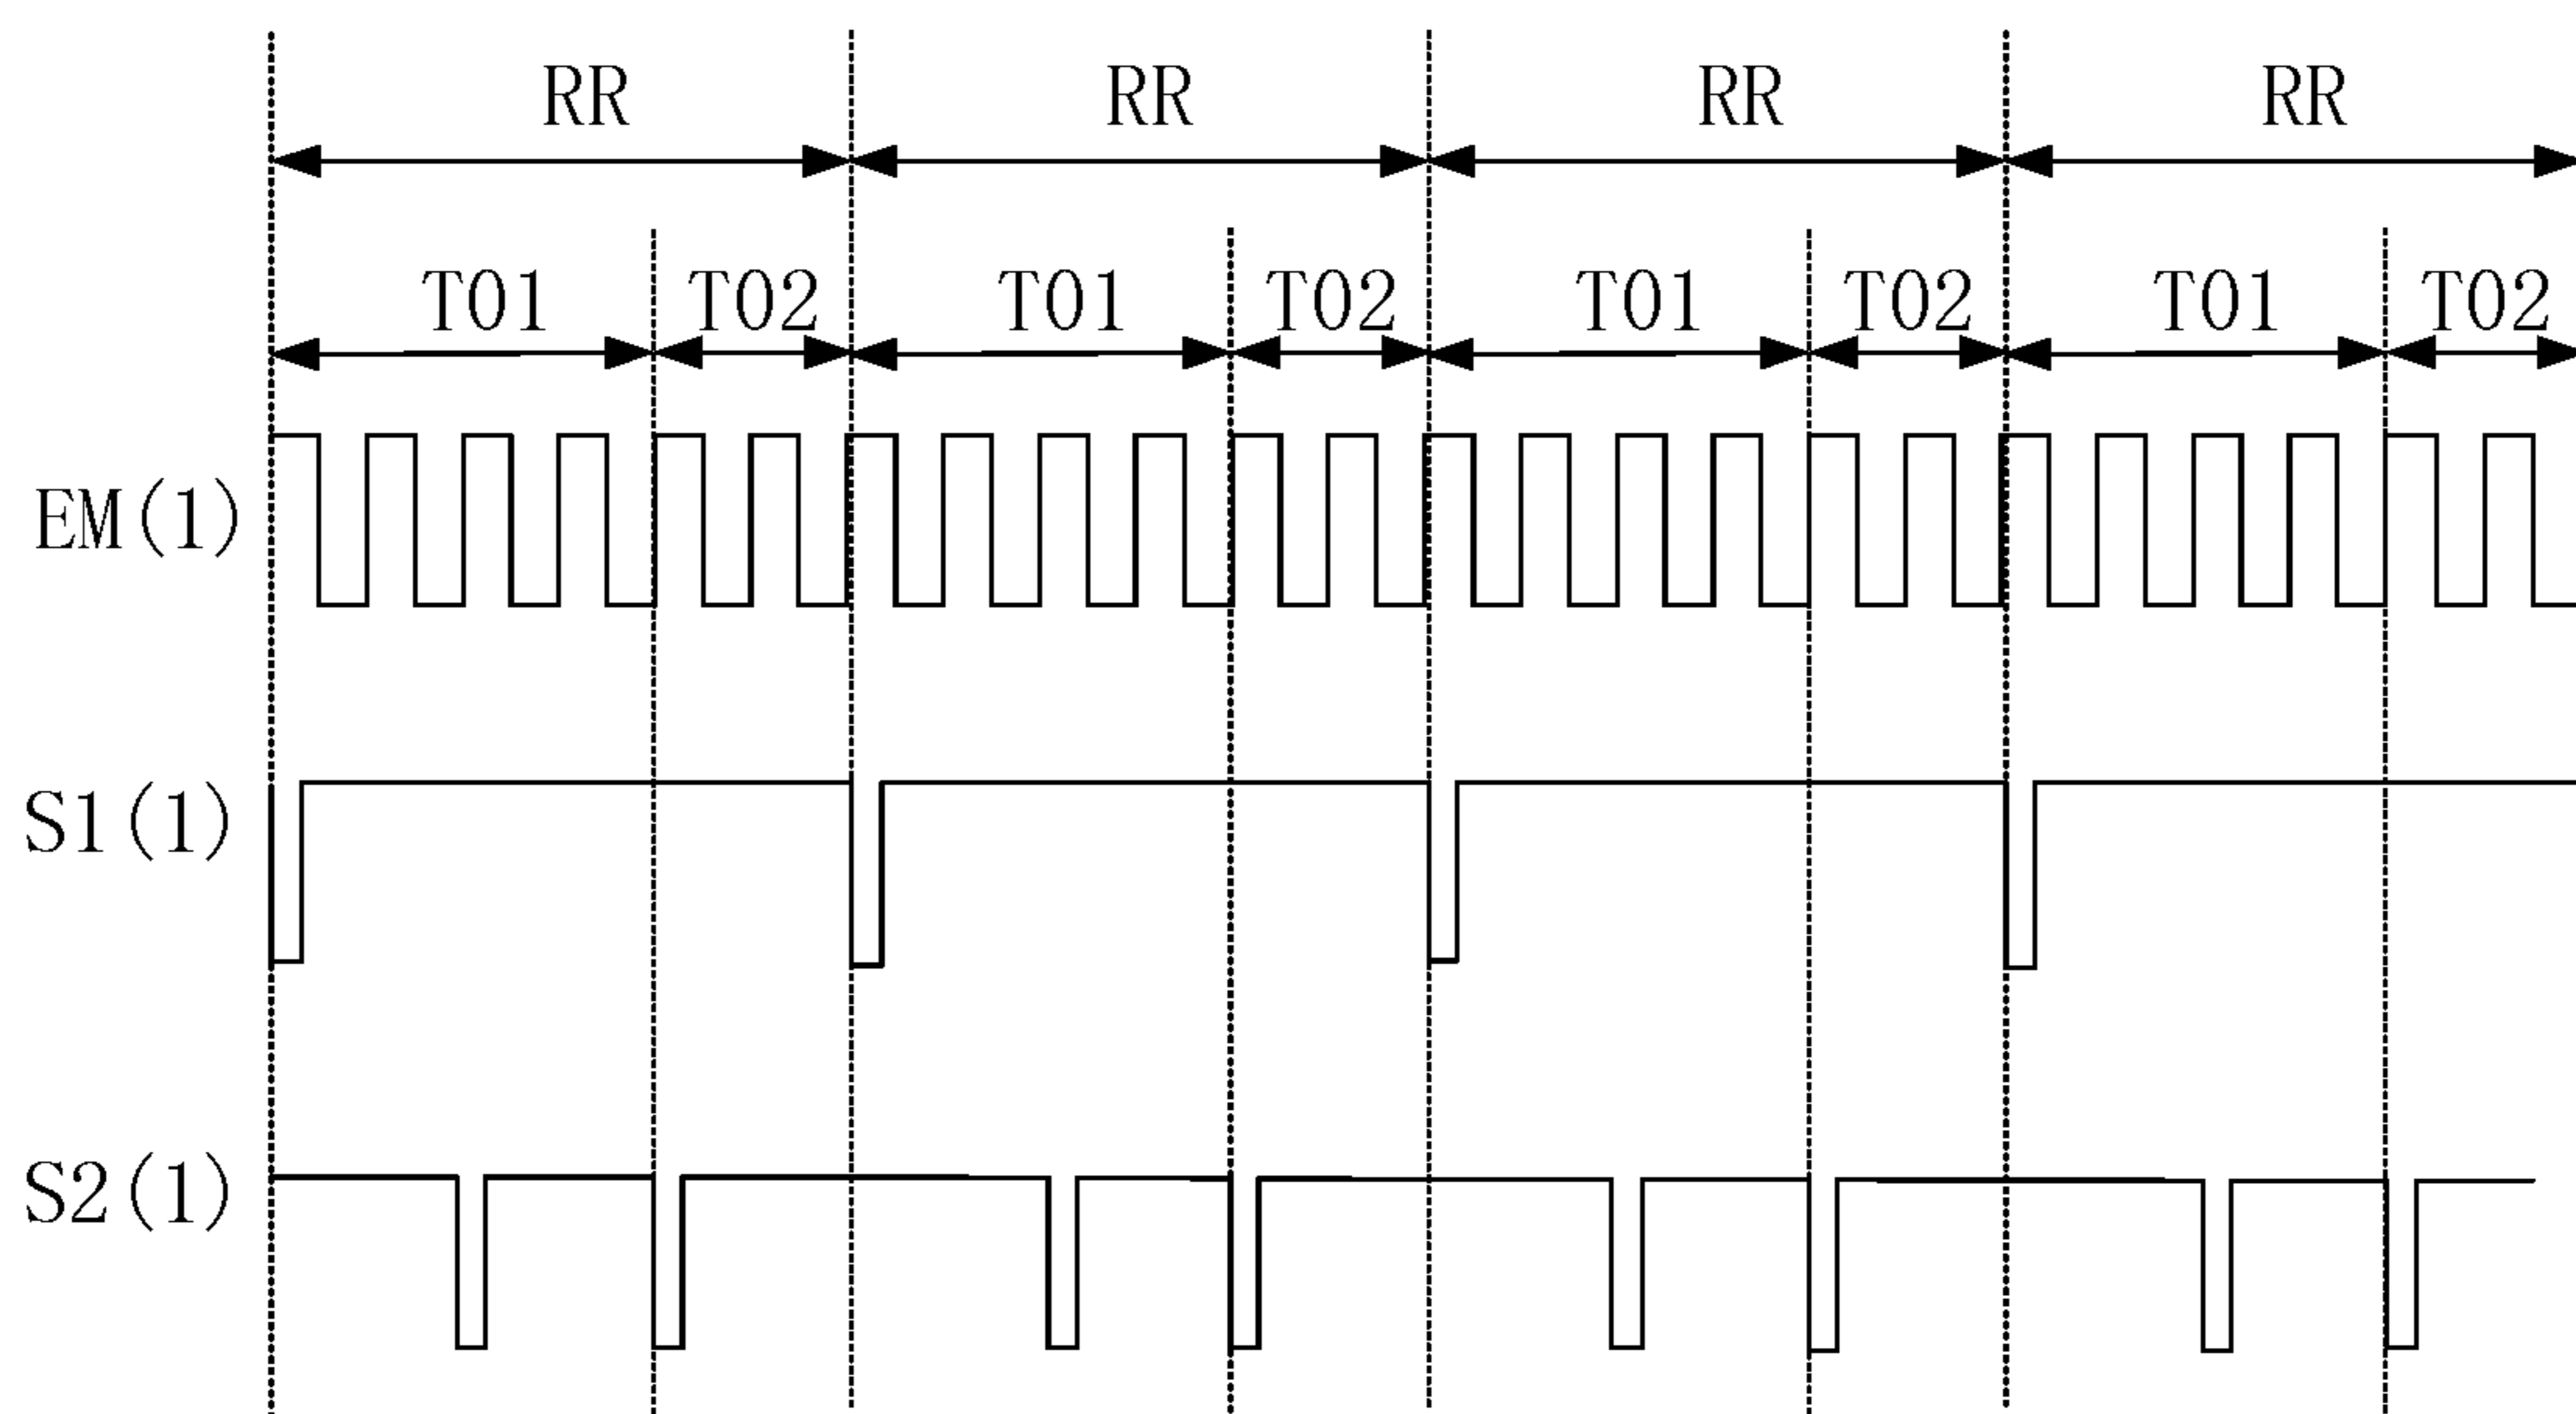 RR RR RR RR
T01 T02 T01 T02 T01 T02 T01 T02
EM(1)
S1(1)
S2(1)